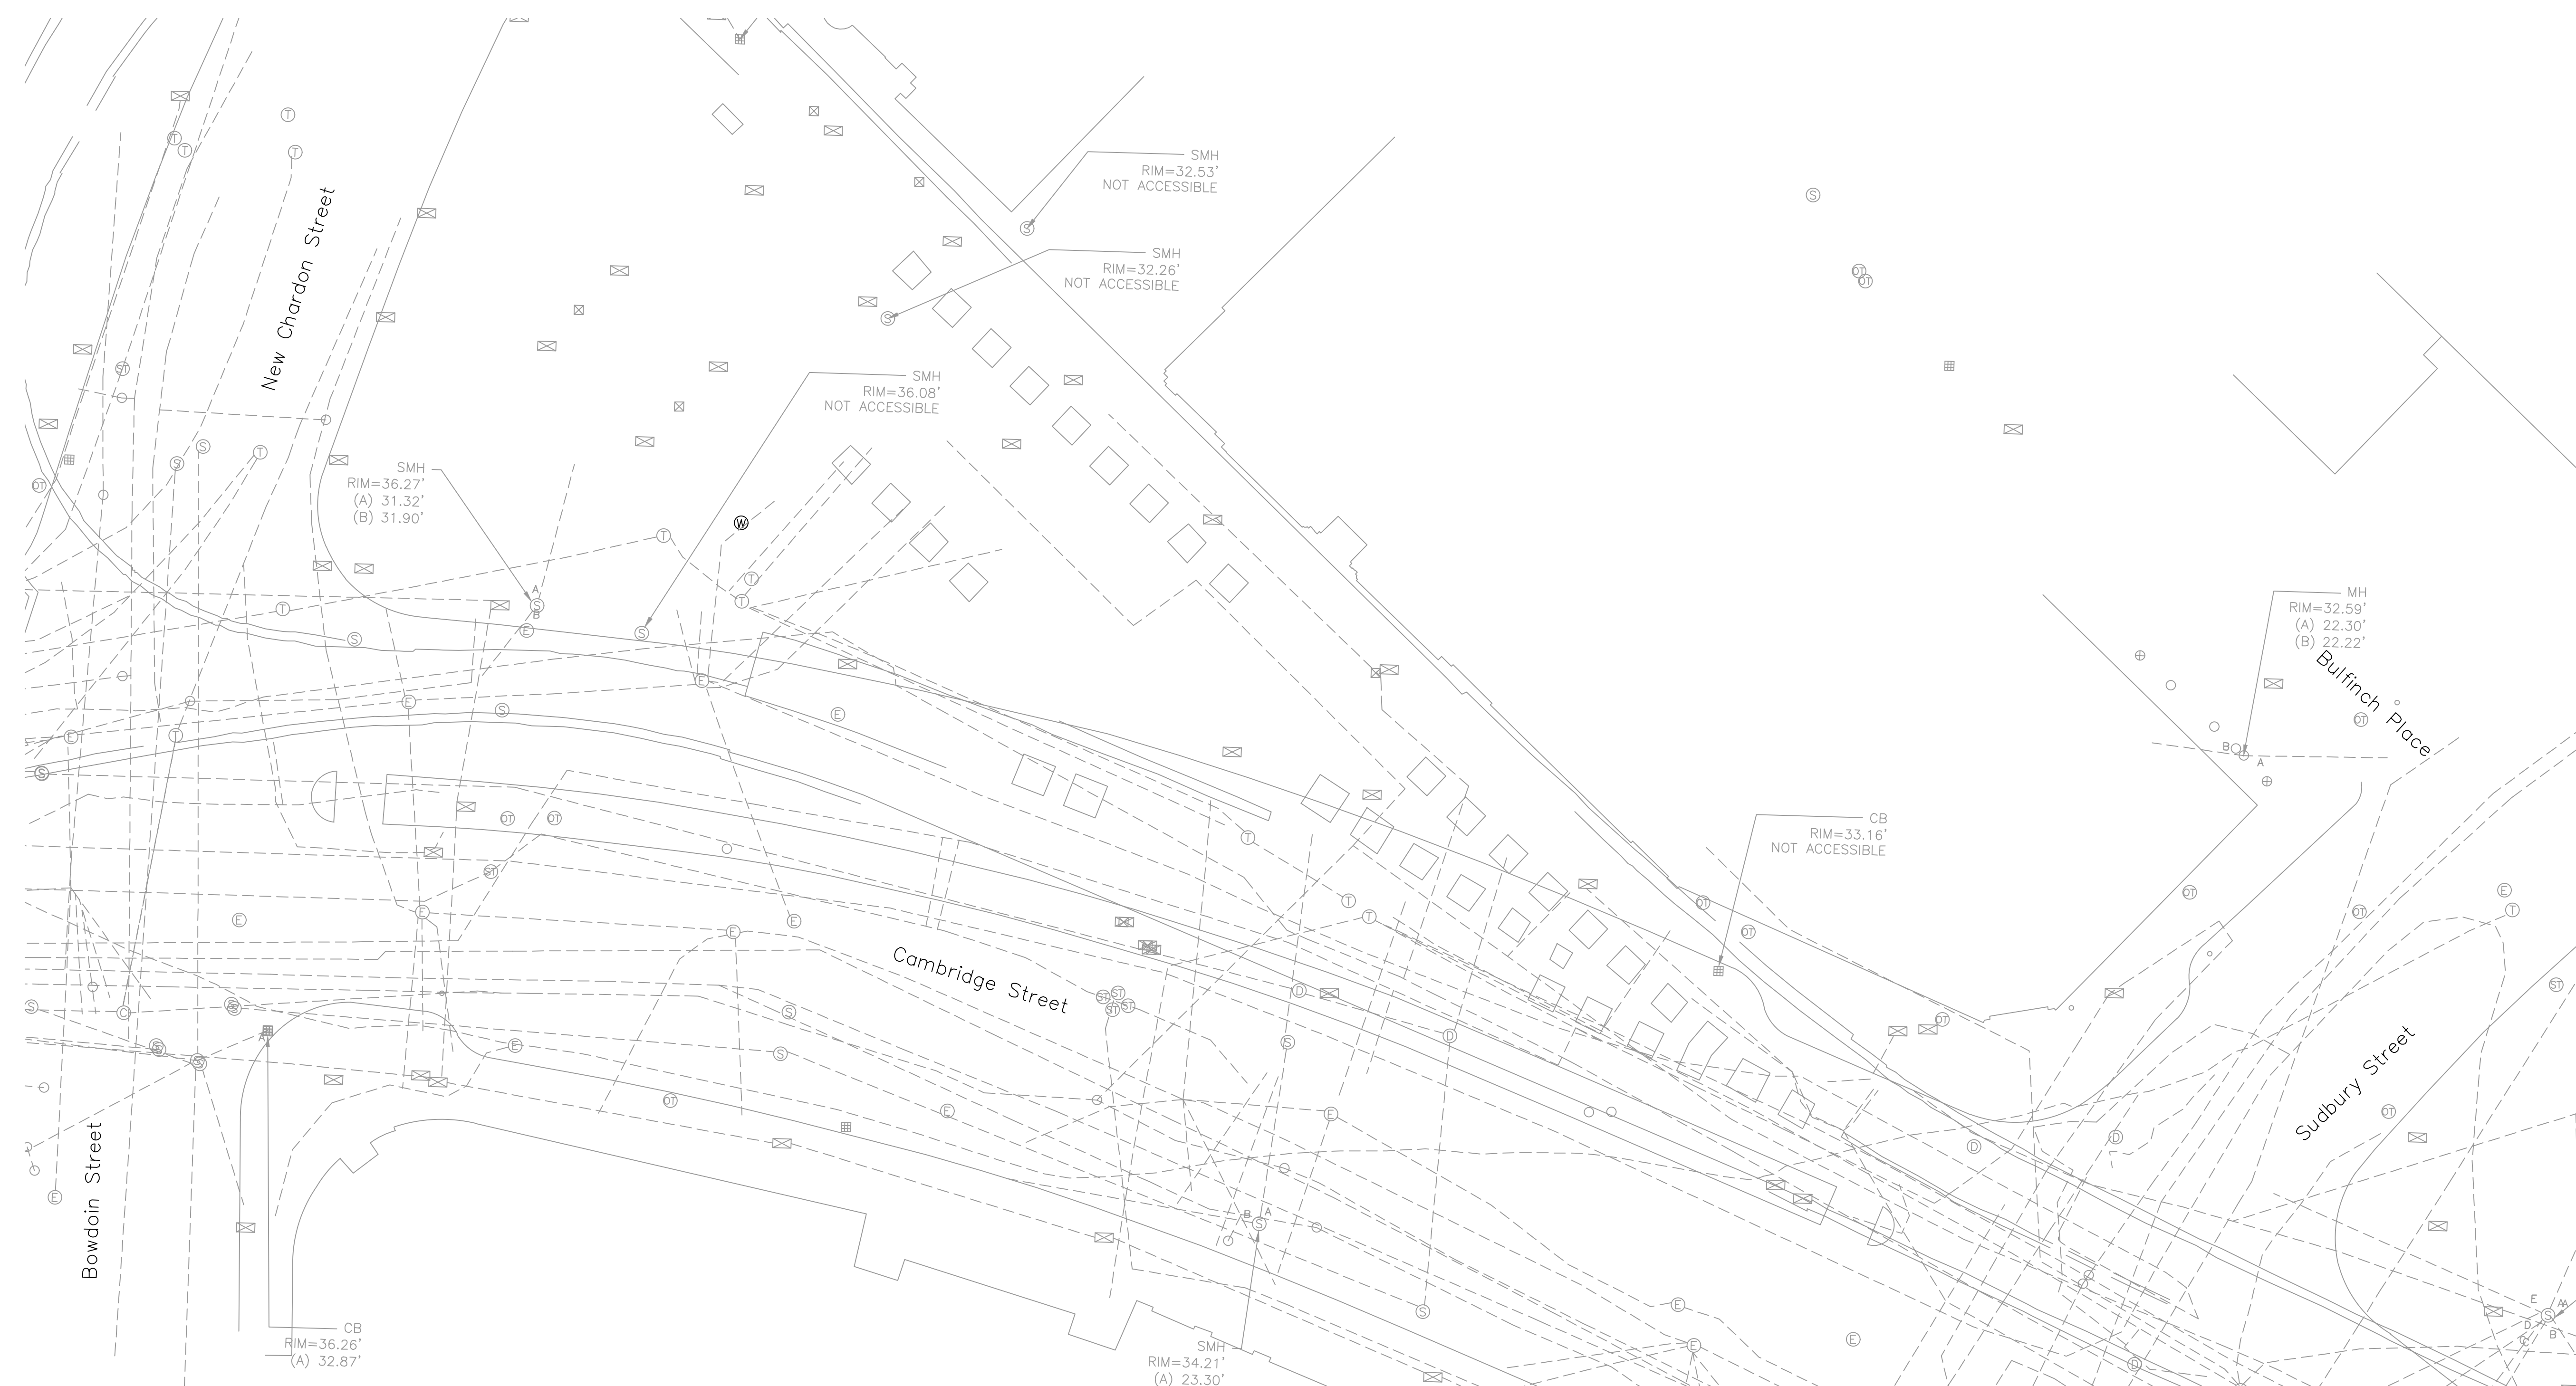 SMH
RIM=32.53'
NOT ACCESSIBLE
SMH
RIM=32.26'
NOT ACCESSIBLE
New Chardon Street
SMH
RIM=36.08'
NOT ACCESSIBLE
SMH
RIM=36.27'
(A) 31.32'
(B) 31.90'
A
B
MH
RIM=32.59'
(A) 22.30'
(B) 22.22'
Bulfinch Place
B
A
CB
RIM=33.16'
NOT ACCESSIBLE
Cambridge Street
Sudbury Street
Bowdoin Street
A
CB
RIM=36.26'
(A) 32.87'
B A
SMH
RIM=34.21'
(A) 23.30'
E
A
D
C
B